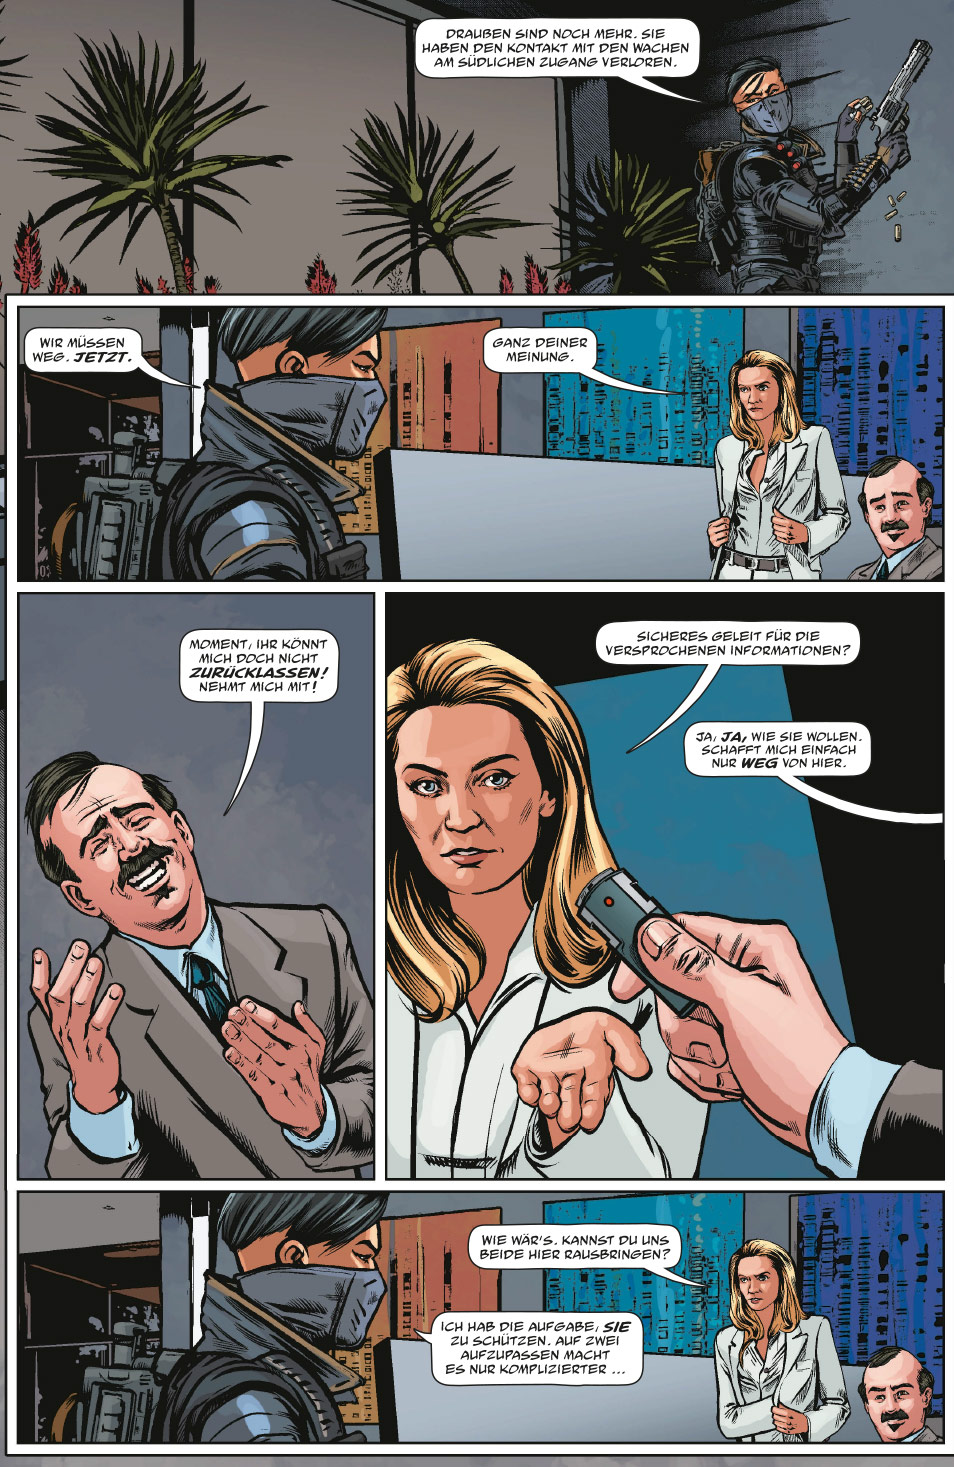 DRAUßEN SIND NOCH MEHR. SIE
HABEN DEN KONTAKT MIT DEN WACHEN
AM SÜDLICHEN ZUGANG VERLOREN.
WIR MÜSSEN
WEG. JETZT.
GANZ DEINER
MEINUNG.
MOMENT, IHR KÖNNT
MICH DOCH NICHT
ZURÜCKLASSEN!
NEHMT MICH MIT!
SICHERES GELEIT FÜR DIE
VERSPROCHENEN INFORMATIONEN?
JA, JA, WIE SIE WOLLEN.
SCHAFFT MICH EINFACH
NUR WEG VON HIER.
WIE WÄR'S. KANNST DU UNS
BEIDE HIER RAUSBRINGEN?
ICH HAB DIE AUFGABE, SIE
ZU SCHÜTZEN. AUF ZWEI
AUFZUPASSEN MACHT
ES NUR KOMPLIZIERTER ...